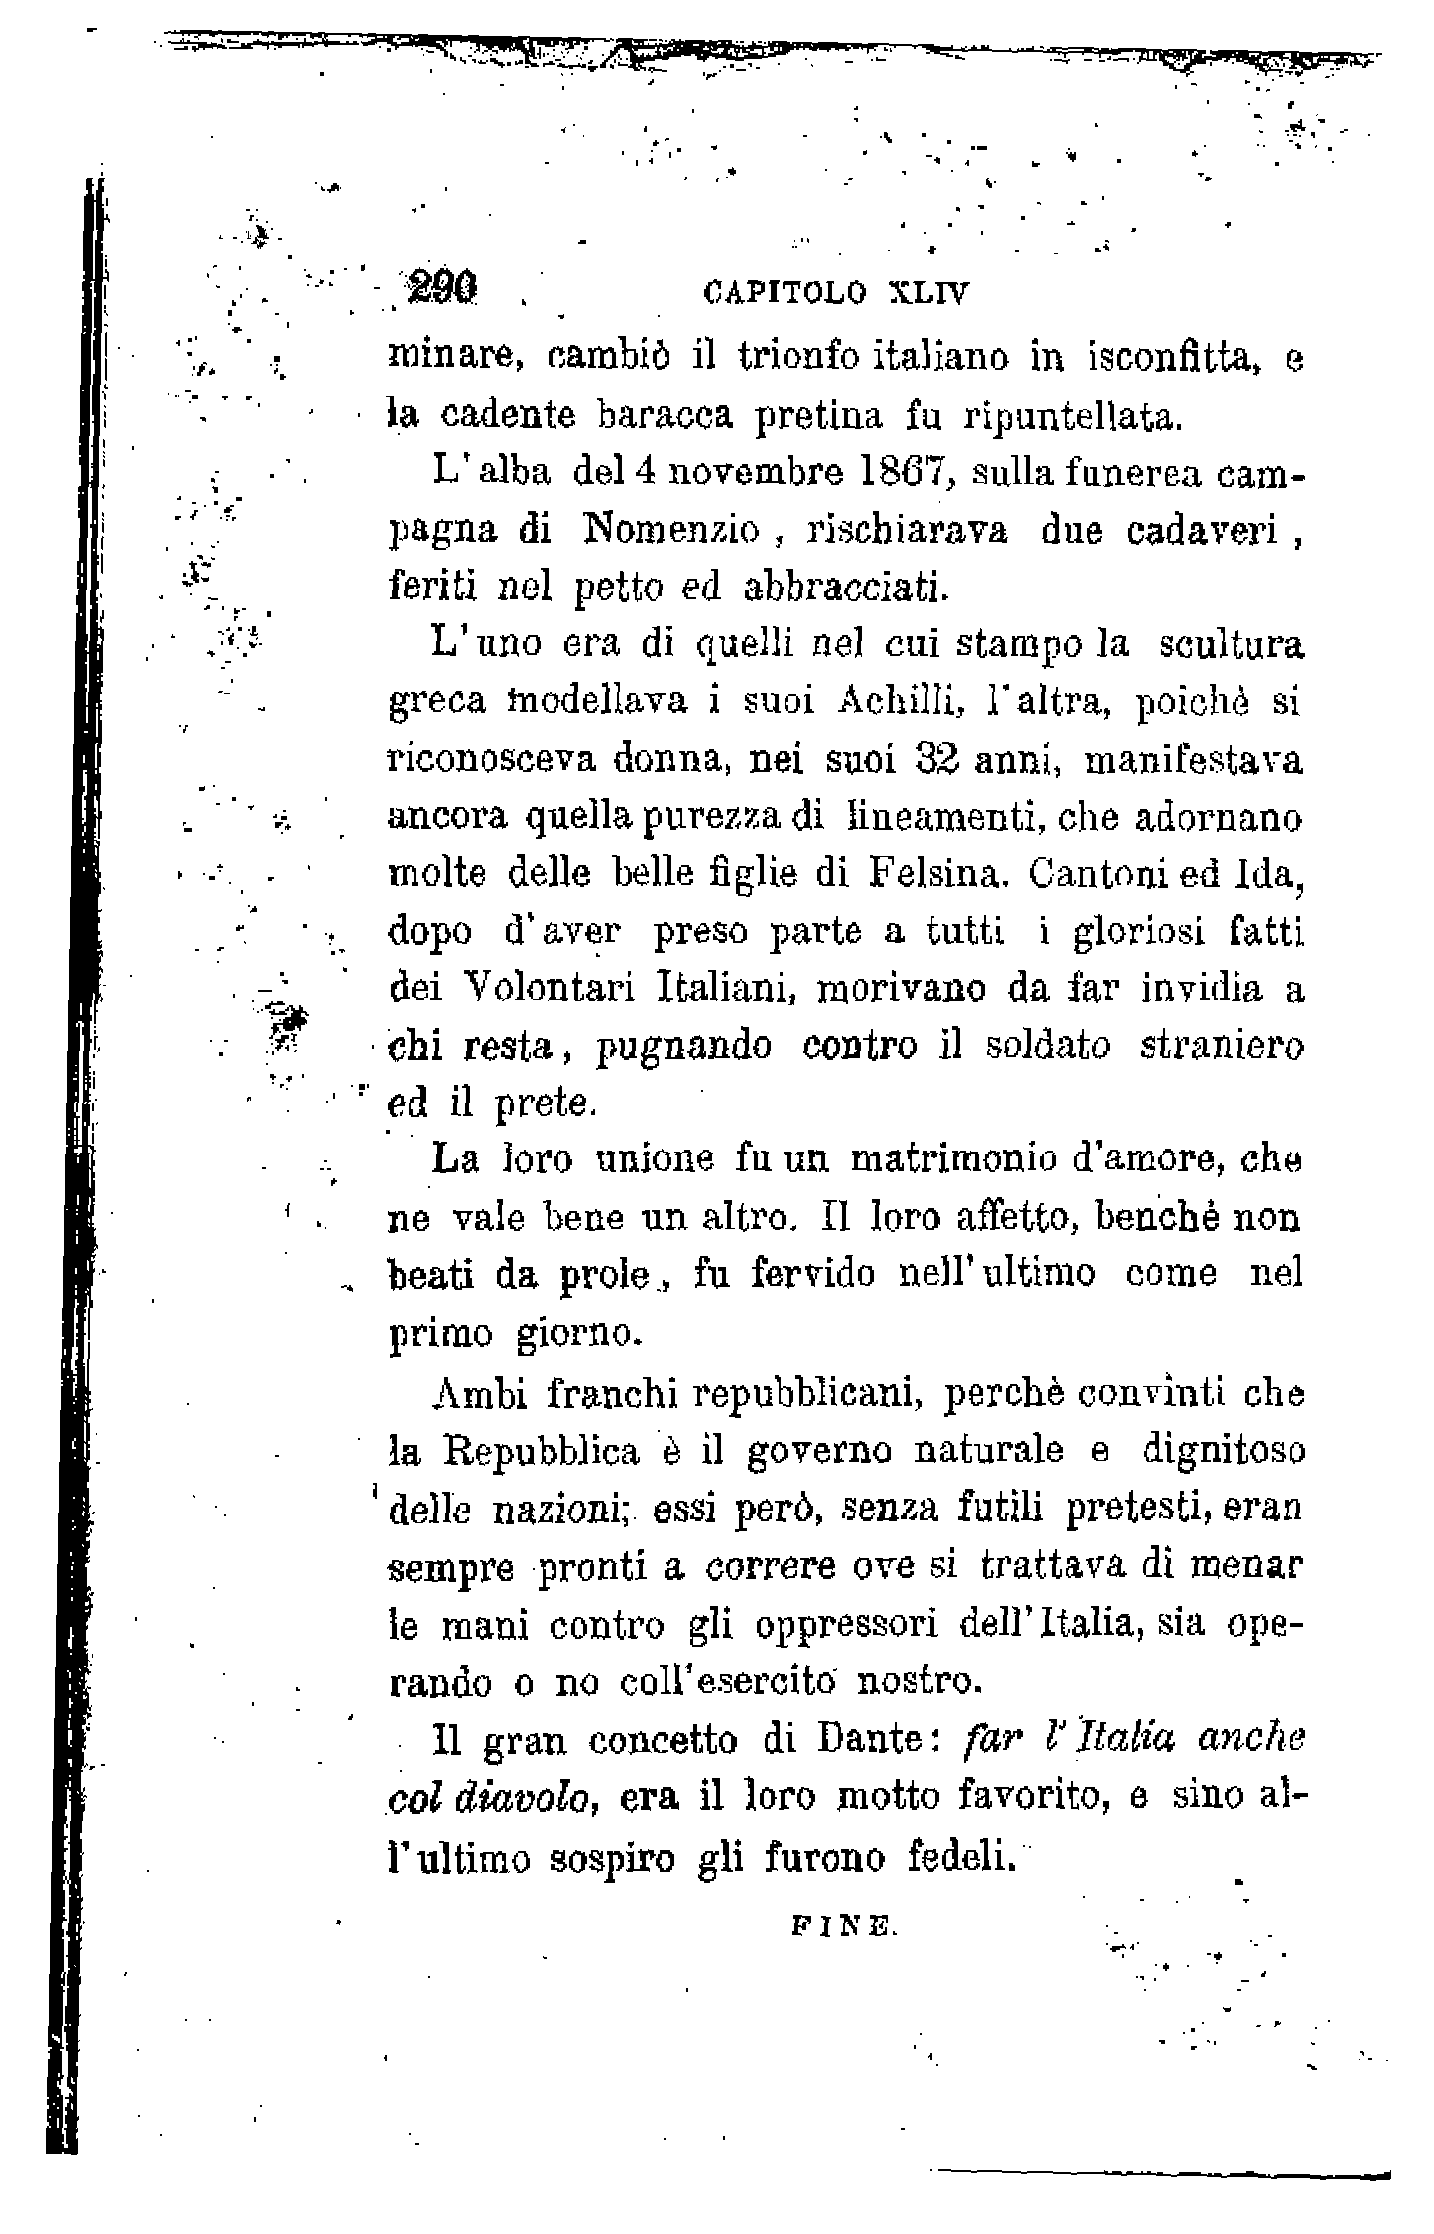 290 CAPITOLO XLIV
minare, cambiò il trionfo italiano in isconfitta, e
la cadente baracca pretina fu ripuntellata.
L'alba del 4 novembre 1867, sulla funerea cam-
pagna di Nomenzio, rischiarava due cadaveri,
feriti nel petto ed abbracciati.
L'uno era di quelli nel cui stampo la scultura
greca modellava i suoi Achilli, l'altra, poichè si
riconosceva donna, nei suoi 32 anni, manifestava
ancora quella purezza di lineamenti, che adornano
molte delle belle figlie di Felsina. Cantoni ed Ida,
dopo d'aver preso parte a tutti i gloriosi fatti
dei Volontari Italiani, morivano da far invidia a
chi resta, pugnando contro il soldato straniero
ed il prete.
La loro unione fu un matrimonio d'amore, che
ne vale bene un altro. Il loro affetto, benchè non
beati da prole, fu fervido nell'ultimo come nel
primo giorno.
Ambi franchi repubblicani, perchè convinti che
la Repubblica è il governo naturale e dignitoso
delle nazioni; essi però, senza futili pretesti, eran
sempre pronti a correre ove si trattava di menar
le mani contro gli oppressori dell'Italia, sia ope-
rando o no coll'esercito nostro.
Il gran concetto di Dante: far l'Italia anche
col diavolo, era il loro motto favorito, e sino al-
l'ultimo sospiro gli furono fedeli.
FINE.